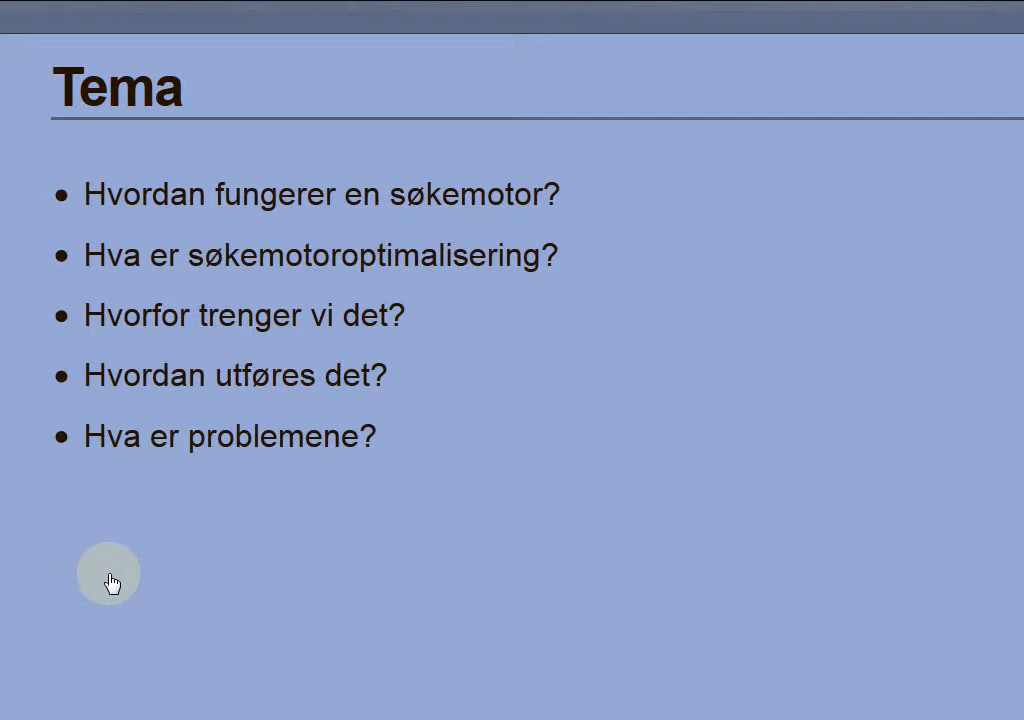 Tema
• Hvordan fungerer en søkemotor?
• Hva er søkemotoroptimalisering?
• Hvorfor trenger vi det?
• Hvordan utføres det?
• Hva er problemene?